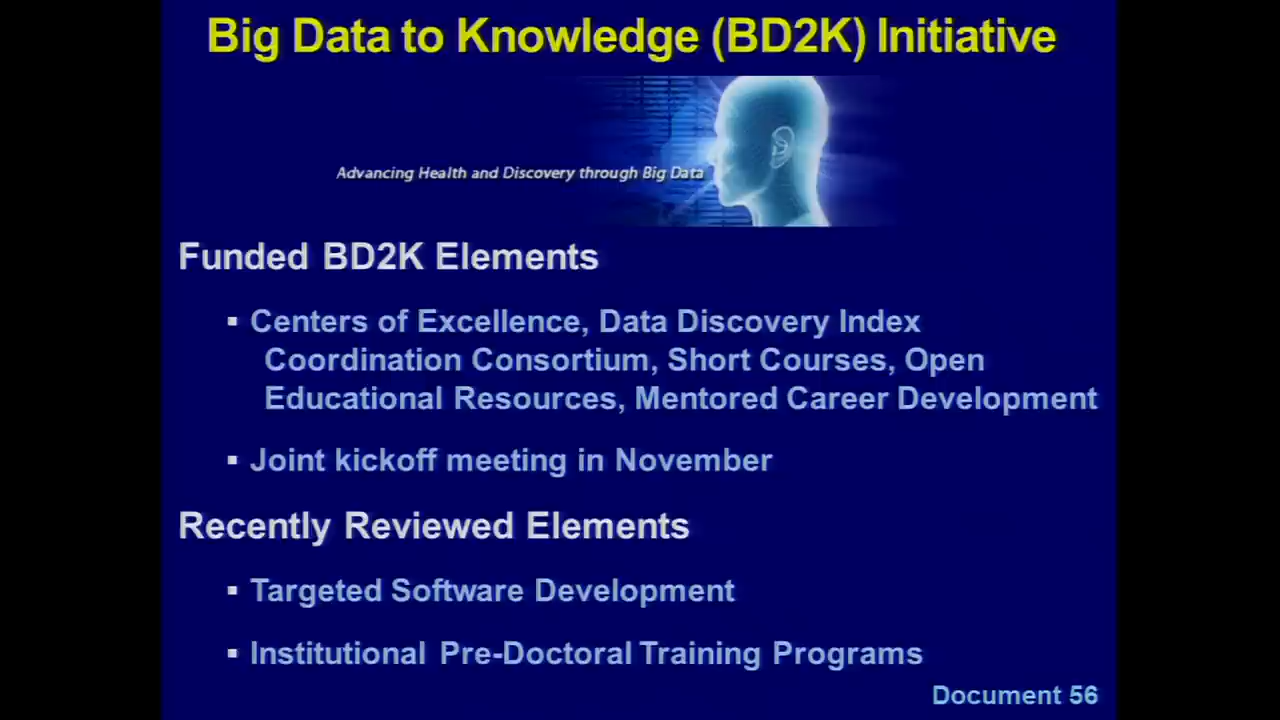 Big Data to Knowledge (BD2K) Initiative
Advancing Health and Discovery through Big Data
Funded BD2K Elements
▪ Centers of Excellence, Data Discovery Index
Coordination Consortium, Short Courses, Open
Educational Resources, Mentored Career Development
▪ Joint kickoff meeting in November
Recently Reviewed Elements
▪ Targeted Software Development
▪ Institutional Pre-Doctoral Training Programs
Document 56